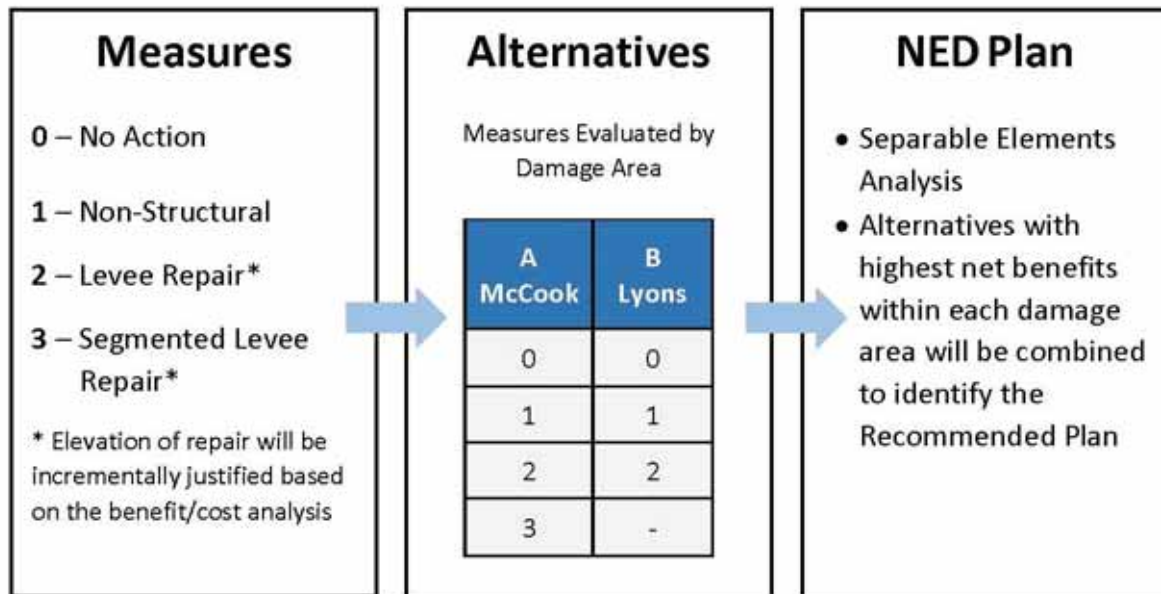 Measures
0 – No Action
1 – Non-Structural
2 – Levee Repair*
3 – Segmented Levee
Repair*
* Elevation of repair will be
incrementally justified based
on the benefit/cost analysis
Alternatives
Measures Evaluated by
Damage Area
A B
McCook Lyons
0 0
1 1
2 2
3 -
NED Plan
• Separable Elements
Analysis
• Alternatives with
highest net benefits
within each damage
area will be combined
to identify the
Recommended Plan